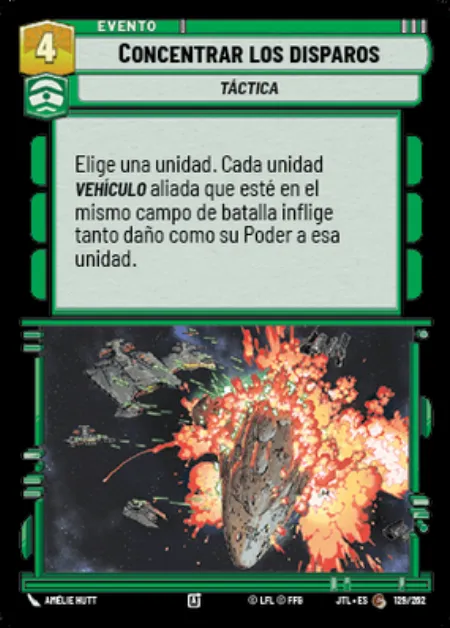 EVENTO
4
CONCENTRAR LOS DISPAROS
TÁCTICA
Elige una unidad. Cada unidad
VEHÍCULO aliada que esté en el
mismo campo de batalla inflige
tanto daño como su Poder a esa
unidad.
AMÉLIE HUTT
A
© LFL © FFG
JTL • ES
129/262